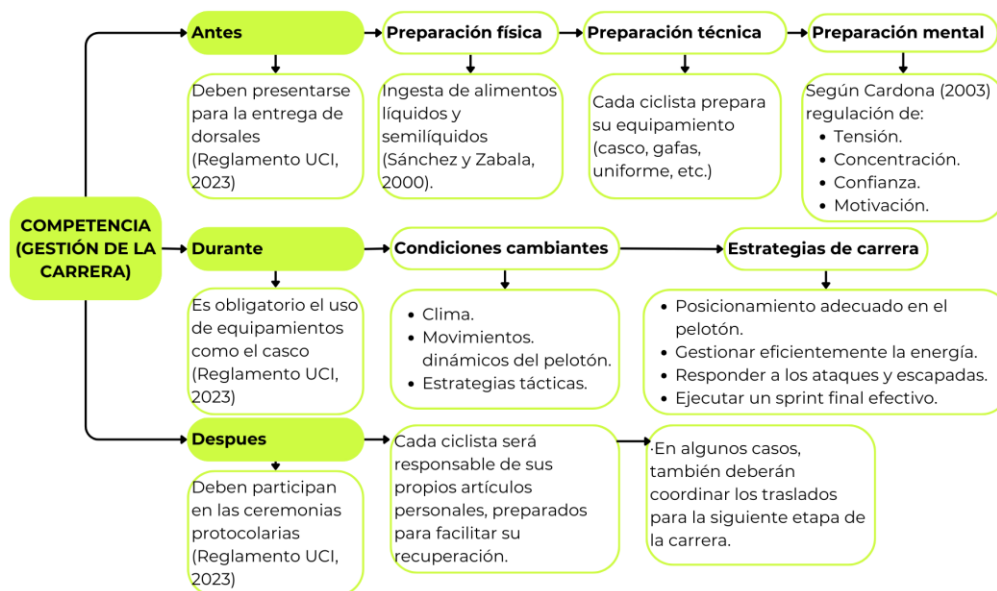 Antes
Preparación física
Preparación técnica
Preparación mental
Deben presentarse
para la entrega de
dorsales
(Reglamento UCI,
2023)
Ingesta de alimentos
líquidos y
semilíquidos
(Sánchez y Zabala,
2000).
Cada ciclista prepara
su equipamiento
(casco, gafas,
uniforme, etc.)
Según Cardona (2003)
regulación de:
• Tensión.
• Concentración.
• Confianza.
• Motivación.
COMPETENCIA
(GESTIÓN DE LA
CARRERA)
Durante
Condiciones cambiantes
Estrategias de carrera
Es obligatorio el uso
de equipamientos
como el casco
(Reglamento UCI,
2023)
• Clima.
• Movimientos.
dinámicos del pelotón.
• Estrategias tácticas.
• Posicionamiento adecuado en el
pelotón.
• Gestionar eficientemente la energía.
• Responder a los ataques y escapadas.
• Ejecutar un sprint final efectivo.
Despues
Deben participan
en las ceremonias
protocolarias
(Reglamento UCI,
2023)
Cada ciclista será
responsable de sus
propios artículos
personales, preparados
para facilitar su
recuperación.
·En algunos casos,
también deberán
coordinar los traslados
para la siguiente etapa de
la carrera.